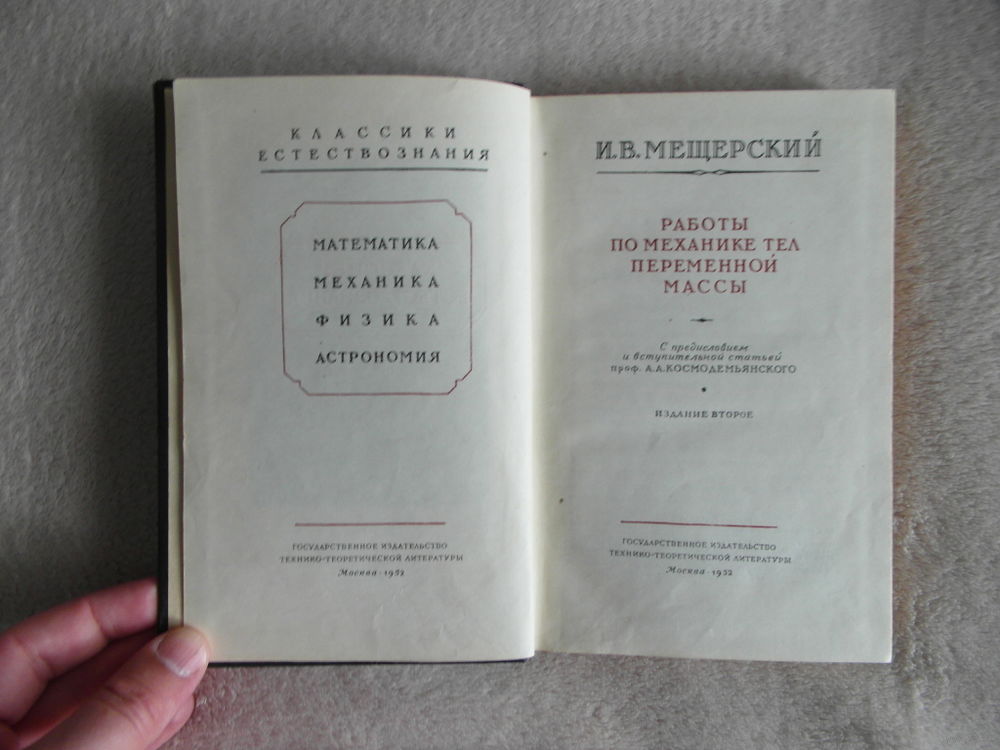 КЛАССИКИ
ЕСТЕСТВОЗНАНИЯ
МАТЕМАТИКА
МЕХАНИКА
ФИЗИКА
АСТРОНОМИЯ
ГОСУДАРСТВЕННОЕ ИЗДАТЕЛЬСТВО
ТЕХНИКО-ТЕОРЕТИЧЕСКОЙ ЛИТЕРАТУРЫ
Москва · 1952
И.В.МЕЩЕРСКИЙ
РАБОТЫ
ПО МЕХАНИКЕ ТЕЛ
ПЕРЕМЕННОЙ
МАССЫ
С предисловием
и вступительной статьей
проф. А.А.КОСМОДЕМЬЯНСКОГО
ИЗДАНИЕ ВТОРОЕ
ГОСУДАРСТВЕННОЕ ИЗДАТЕЛЬСТВО
ТЕХНИКО-ТЕОРЕТИЧЕСКОЙ ЛИТЕРАТУРЫ
Москва · 1952